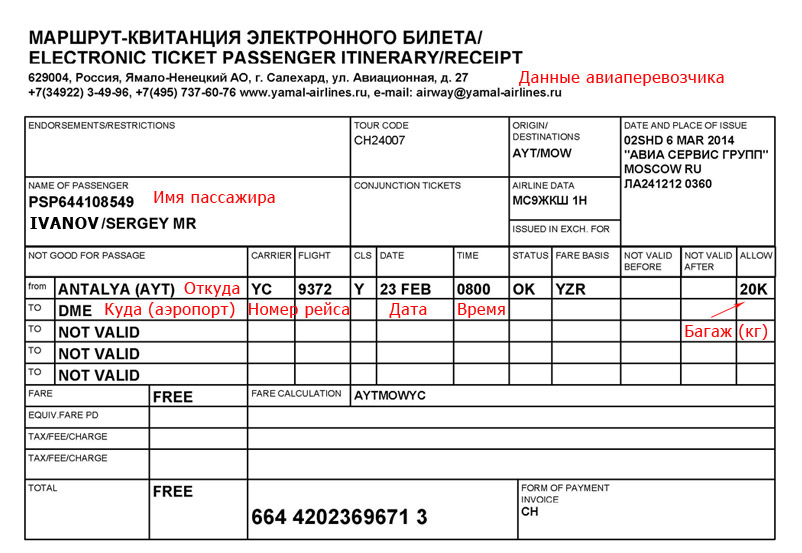 МАРШРУТ-КВИТАНЦИЯ ЭЛЕКТРОННОГО БИЛЕТА/
ELECTRONIC TICKET PASSENGER ITINERARY/RECEIPT
629004, Россия, Ямало-Ненецкий АО, г. Салехард, ул. Авиационная, д. 27
Данные авиаперевозчика
+7(34922) 3-49-96, +7(495) 737-60-76 www.yamal-airlines.ru, e-mail: airway@yamal-airlines.ru
ENDORSEMENTS/RESTRICTIONS
TOUR CODE
CH24007
ORIGIN/
DESTINATIONS
AYT/MOW
DATE AND PLACE OF ISSUE
02SHD 6 MAR 2014
"АВИА СЕРВИС ГРУПП"
MOSCOW RU
ЛА241212 0360
NAME OF PASSENGER
PSP644108549 Имя пассажира
IVANOV /SERGEY MR
CONJUNCTION TICKETS
AIRLINE DATA
МС9ЖКШ 1Н
ISSUED IN EXCH. FOR
NOT GOOD FOR PASSAGE CARRIER FLIGHT CLS DATE TIME STATUS FARE BASIS NOT VALID BEFORE NOT VALID AFTER ALLOW
from ANTALYA (AYT) Откуда YC 9372 Y 23 FEB 0800 OK YZR 20K
TO DME Куда (аэропорт) Номер рейса Дата Время
TO NOT VALID Багаж (кг)
TO NOT VALID
TO NOT VALID
FARE FREE FARE CALCULATION AYTMOWYC
EQUIV.FARE PD
TAX/FEE/CHARGE
TAX/FEE/CHARGE
TOTAL FREE
664 4202369671 3
FORM OF PAYMENT
INVOICE
CH